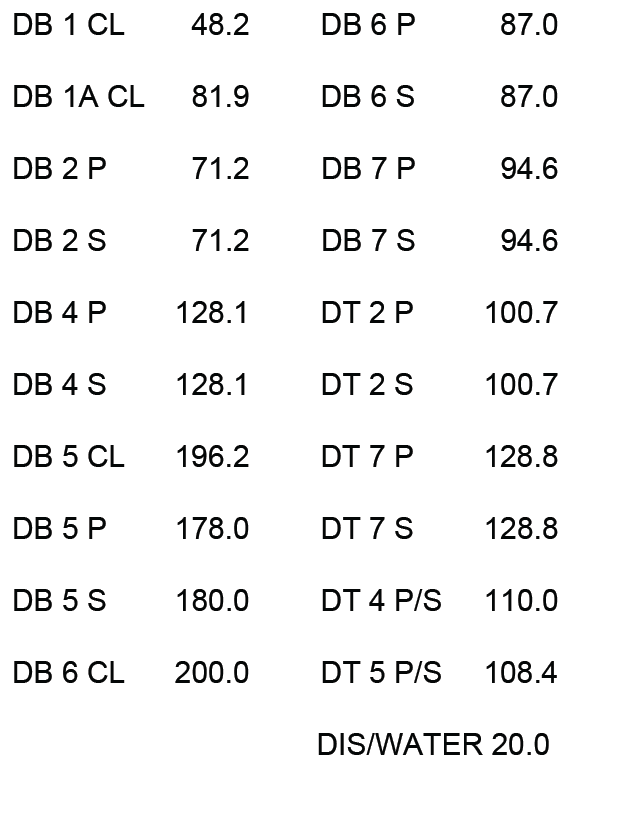 DB 1 CL 48.2 DB 6 P 87.0
DB 1A CL 81.9 DB 6 S 87.0
DB 2 P 71.2 DB 7 P 94.6
DB 2 S 71.2 DB 7 S 94.6
DB 4 P 128.1 DT 2 P 100.7
DB 4 S 128.1 DT 2 S 100.7
DB 5 CL 196.2 DT 7 P 128.8
DB 5 P 178.0 DT 7 S 128.8
DB 5 S 180.0 DT 4 P/S 110.0
DB 6 CL 200.0 DT 5 P/S 108.4
DIS/WATER 20.0